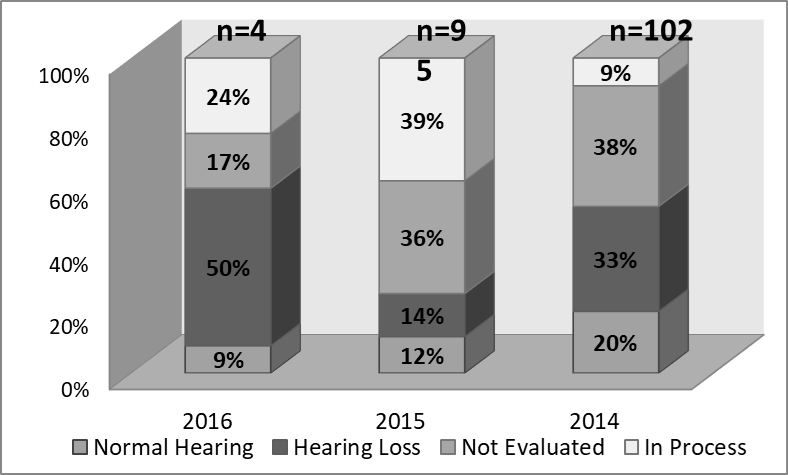 n=4 n=9 n=102
5
100%
80%
60%
40%
20%
0%
24% 39% 9%
17% 36% 38%
50% 14% 33%
9% 12% 20%
2016 2015 2014
Normal Hearing Hearing Loss Not Evaluated In Process